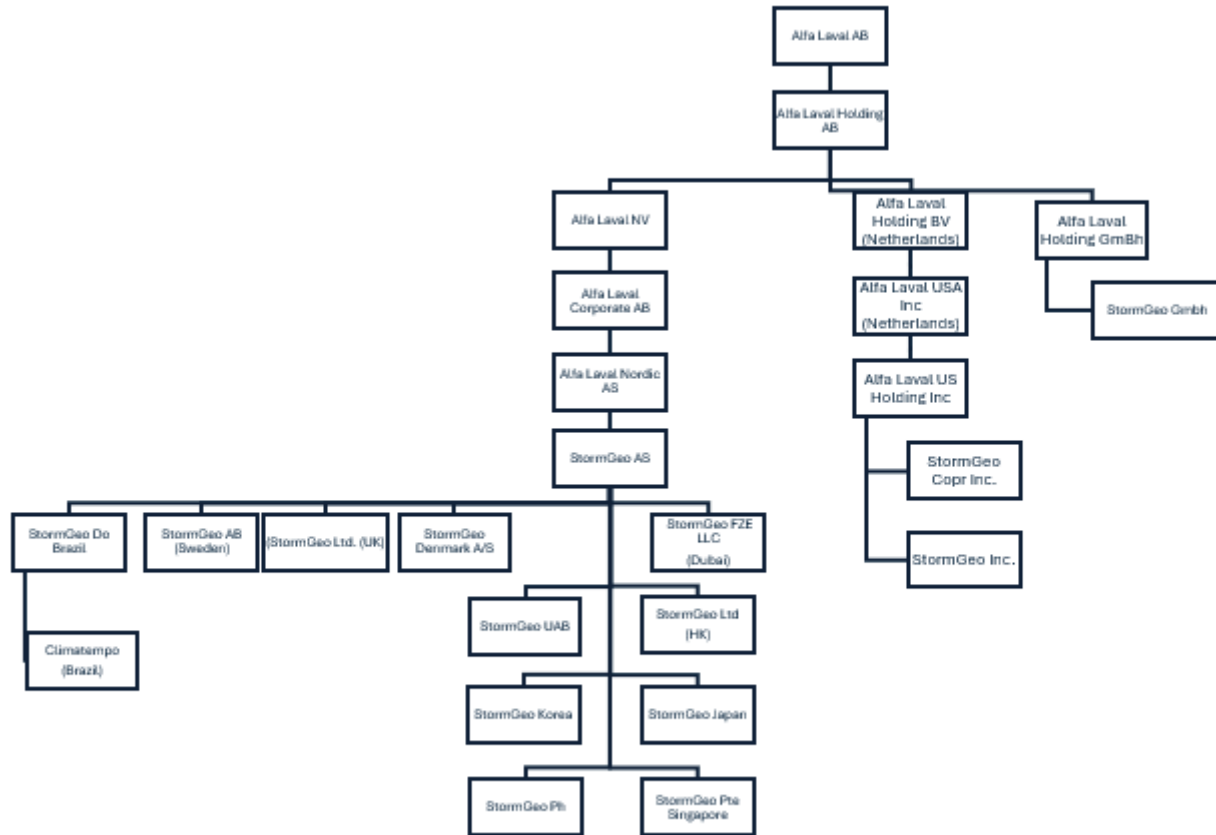 Alfa Laval AB
Alfa Laval Holding
AB
Alfa Laval NV
Alfa Laval
Holding BV
(Netherlands)
Alfa Laval
Holding GmBh
Alfa Laval
Corporate AB
Alfa Laval USA
Inc
(Netherlands)
StormGeo Gmbh
Alfa Laval Nordic
AS
Alfa Laval US
Holding Inc
StormGeo AS
StormGeo
Copr Inc.
StormGeo Do
Brazil
StormGeo AB
(Sweden)
(StormGeo Ltd. (UK)
StormGeo
Denmark A/S
StormGeo FZE
LLC
(Dubai)
StormGeo Inc.
StormGeo UAB
StormGeo Ltd
(HK)
Climatempo
(Brazil)
StormGeo Korea
StormGeo Japan
StormGeo Ph
StormGeo Pte
Singapore